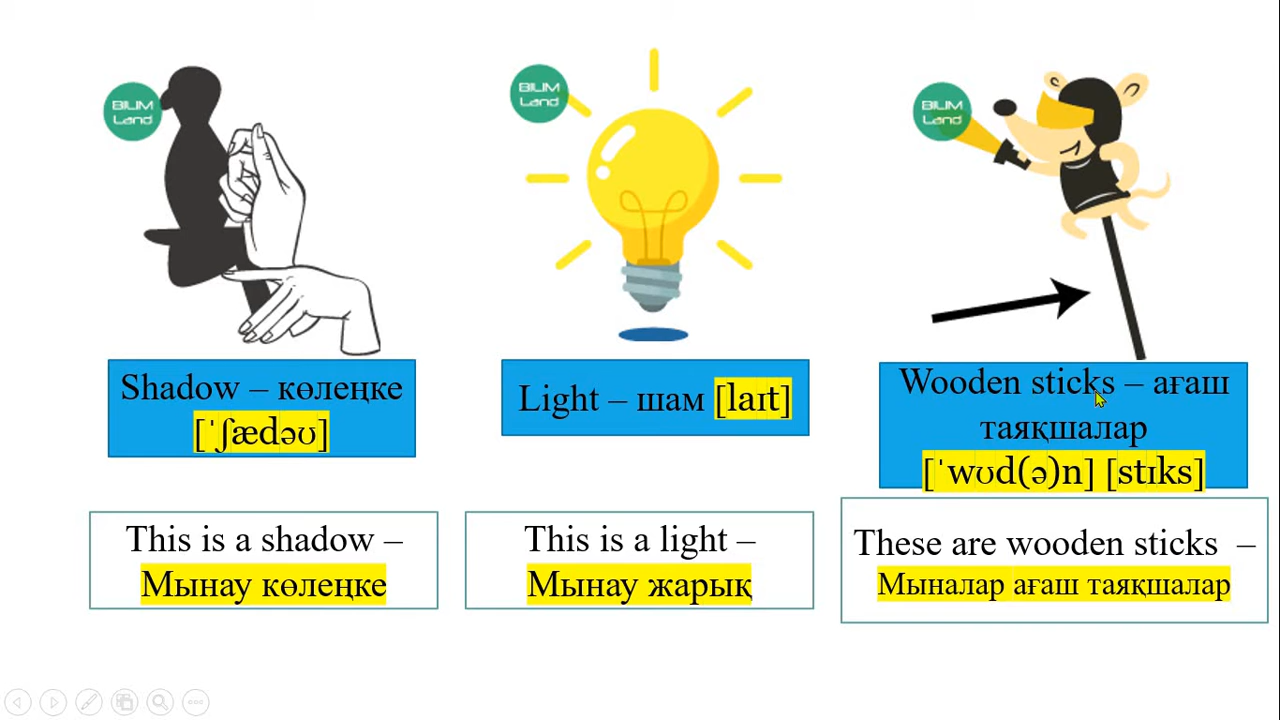 BILIM
Land
BILIM
Land
BILIM
Land
Shadow – көлеңке
[ˈʃædəʊ]
Light – шам [laɪt]
Wooden sticks – ағаш
таяқшалар
[ˈwʊd(ə)n] [stɪks]
This is a shadow –
Мынау көлеңке
This is a light –
Мынау жарық
These are wooden sticks –
Мыналар ағаш таяқшалар